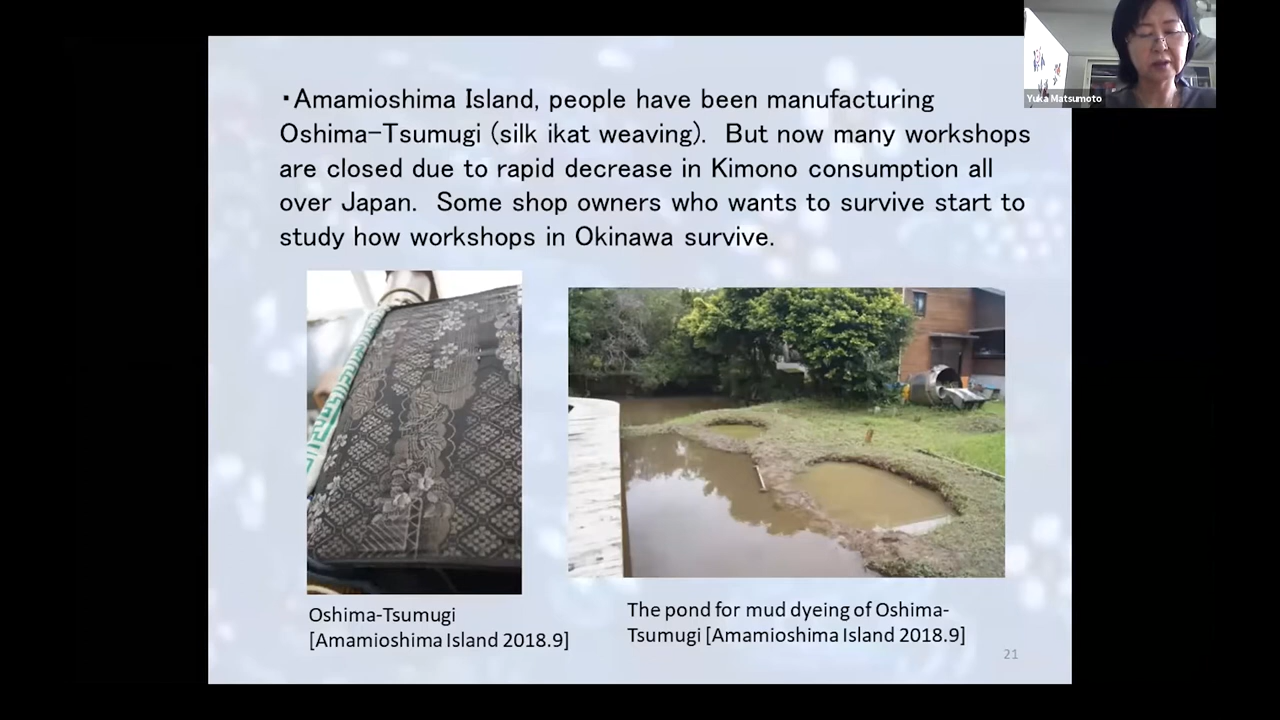 Yuka Matsumoto
・Amamioshima Island, people have been manufacturing
Oshima-Tsumugi (silk ikat weaving).  But now many workshops
are closed due to rapid decrease in Kimono consumption all
over Japan.  Some shop owners who wants to survive start to
study how workshops in Okinawa survive.
Oshima-Tsumugi
[Amamioshima Island 2018.9]
The pond for mud dyeing of Oshima-
Tsumugi [Amamioshima Island 2018.9]
21